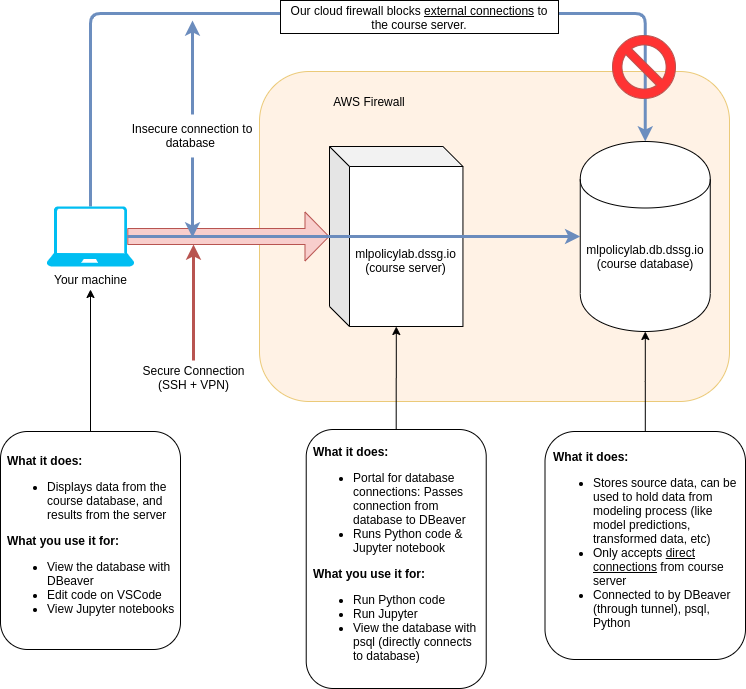 Our cloud firewall blocks external connections to
the course server.
AWS Firewall
Insecure connection to
database
mlpolicylab.dssg.io
(course server)
mlpolicylab.db.dssg.io
(course database)
Your machine
Secure Connection
(SSH + VPN)
What it does:
• Displays data from the
course database, and
results from the server
What you use it for:
• View the database with
DBeaver
• Edit code on VSCode
• View Jupyter notebooks
What it does:
• Portal for database
connections: Passes
connection from
database to DBeaver
• Runs Python code &
Jupyter notebook
What you use it for:
• Run Python code
• Run Jupyter
• View the database with
psql (directly connects
to database)
What it does:
• Stores source data, can be
used to hold data from
modeling process (like
model predictions,
transformed data, etc)
• Only accepts direct
connections from course
server
• Connected to by DBeaver
(through tunnel), psql,
Python